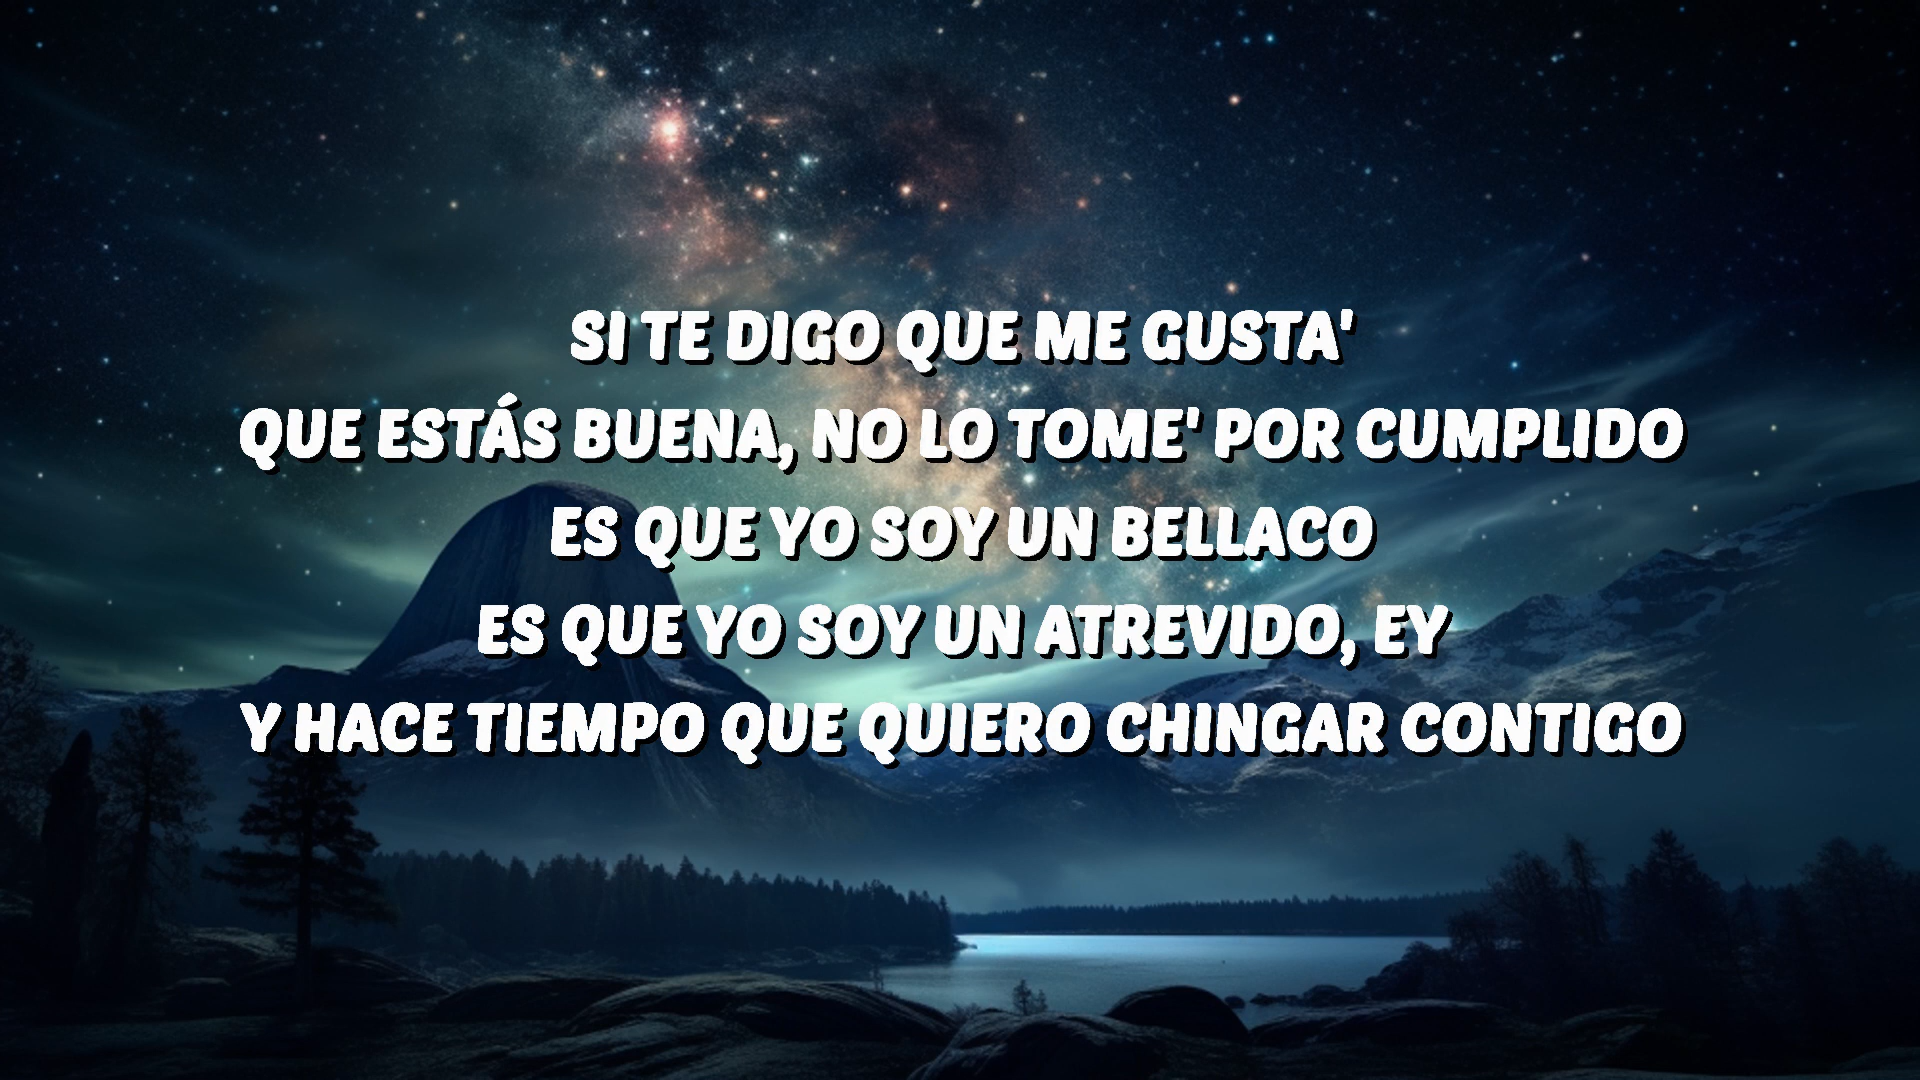 SI TE DIGO QUE ME GUSTA'
QUE ESTÁS BUENA, NO LO TOME' POR CUMPLIDO
ES QUE YO SOY UN BELLACO
ES QUE YO SOY UN ATREVIDO, EY
Y HACE TIEMPO QUE QUIERO CHINGAR CONTIGO